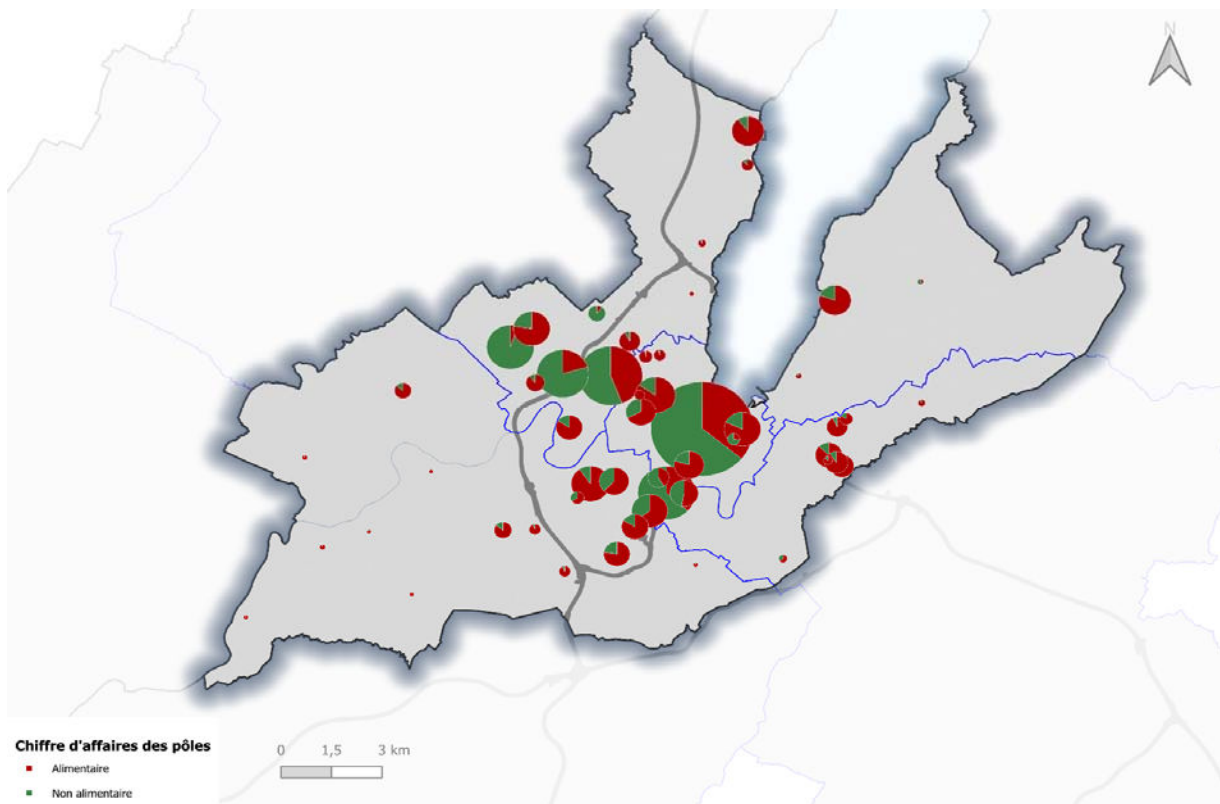 N
Chiffre d'affaires des pôles
Alimentaire
Non alimentaire
0 1,5 3 km